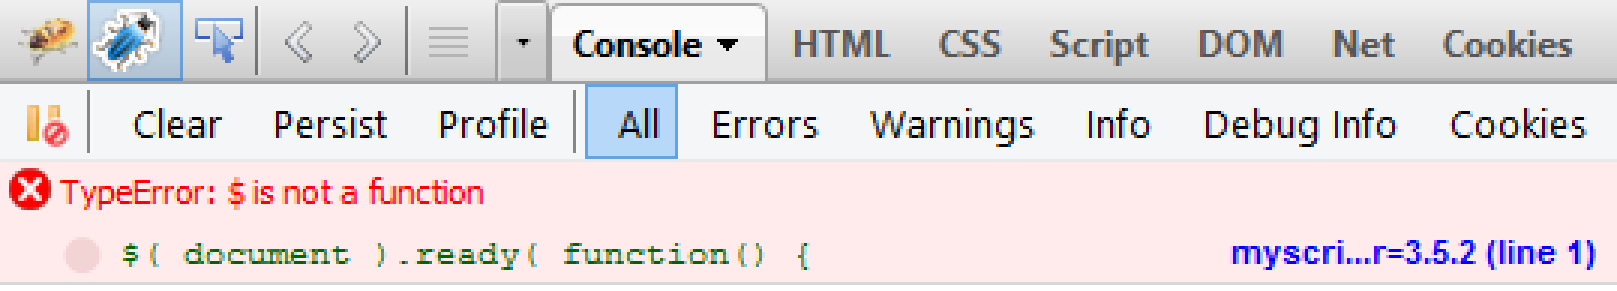 Console HTML CSS Script DOM Net Cookies
Clear Persist Profile All Errors Warnings Info Debug Info Cookies
TypeError: $ is not a function
$( document ).ready( function() { myscri...r=3.5.2 (line 1)